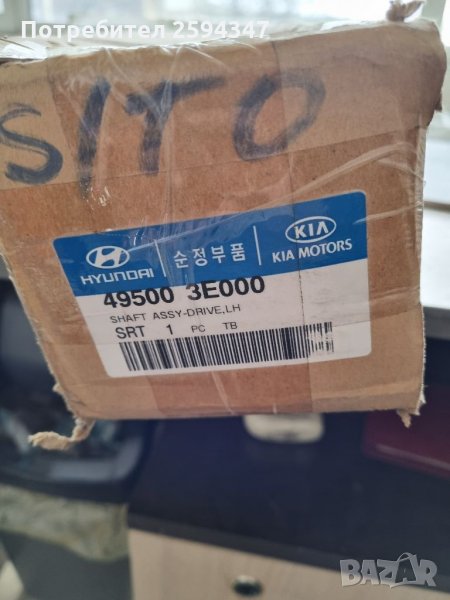 Потребител 2594347
SITO
HYUNDAI 순정부품 KIA KIA MOTORS
49500 3E000
SHAFT ASSY-DRIVE,LH
SRT 1 PC TB
BAZAR